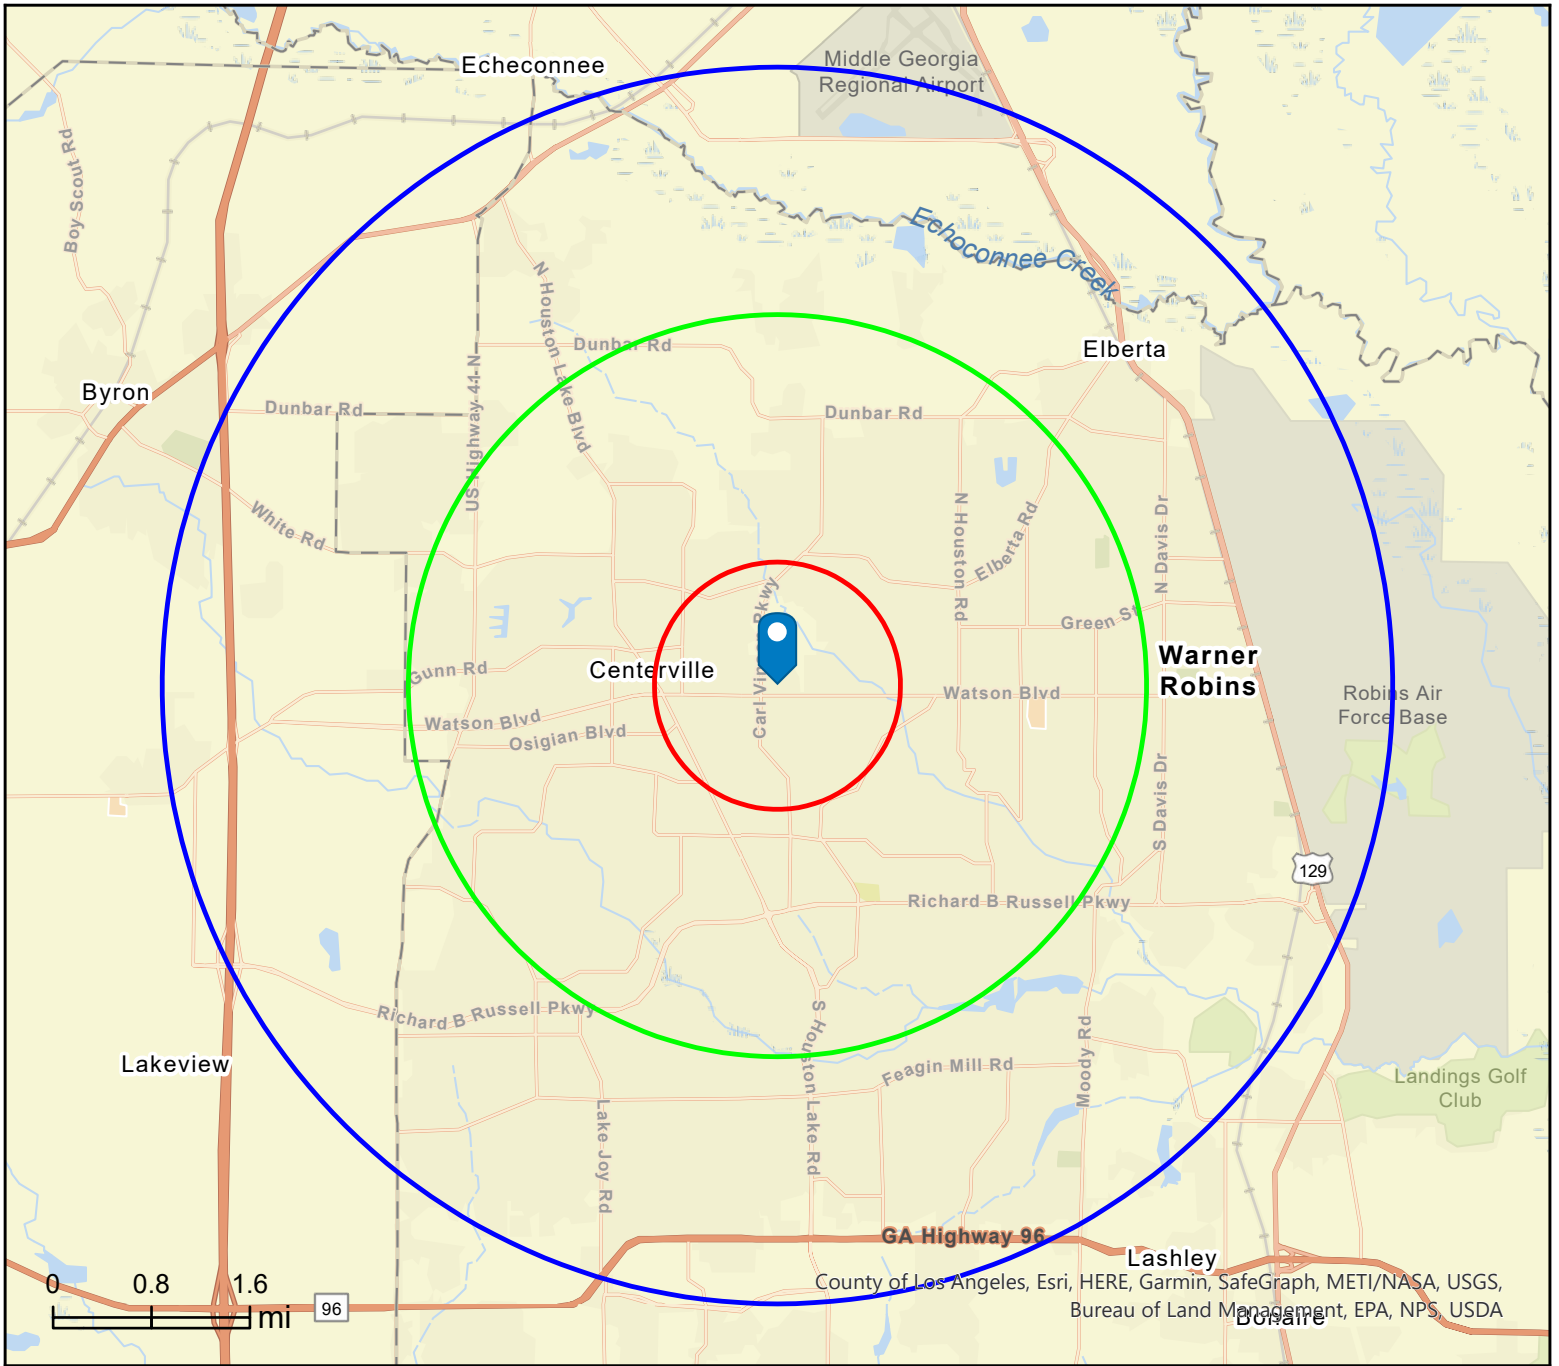 Echeconnee
Middle Georgia
Regional Airport
Boy Scout Rd
Echoconnee Creek
N Houston Lake Blvd
Dunbar Rd
Elberta
Byron
US Highway 41 N
Dunbar Rd
Dunbar Rd
White Rd
N Houston Rd
Elberta Rd
N Davis Dr
Carl Vinson Pkwy
Green St
Gunn Rd
Centerville
Warner
Robins
Watson Blvd
Robins Air
Force Base
Watson Blvd
Osigian Blvd
S Davis Dr
129
Richard B Russell Pkwy
Richard B Russell Pkwy
S Houston Lake Rd
Lakeview
Feagin Mill Rd
Moody Rd
Landings Golf
Club
Lake Joy Rd
GA Highway 96
Lashley
0 0.8 1.6
mi
96
County of Los Angeles, Esri, HERE, Garmin, SafeGraph, METI/NASA, USGS,
Bureau of Land Management, EPA, NPS, USDA
Bonaire